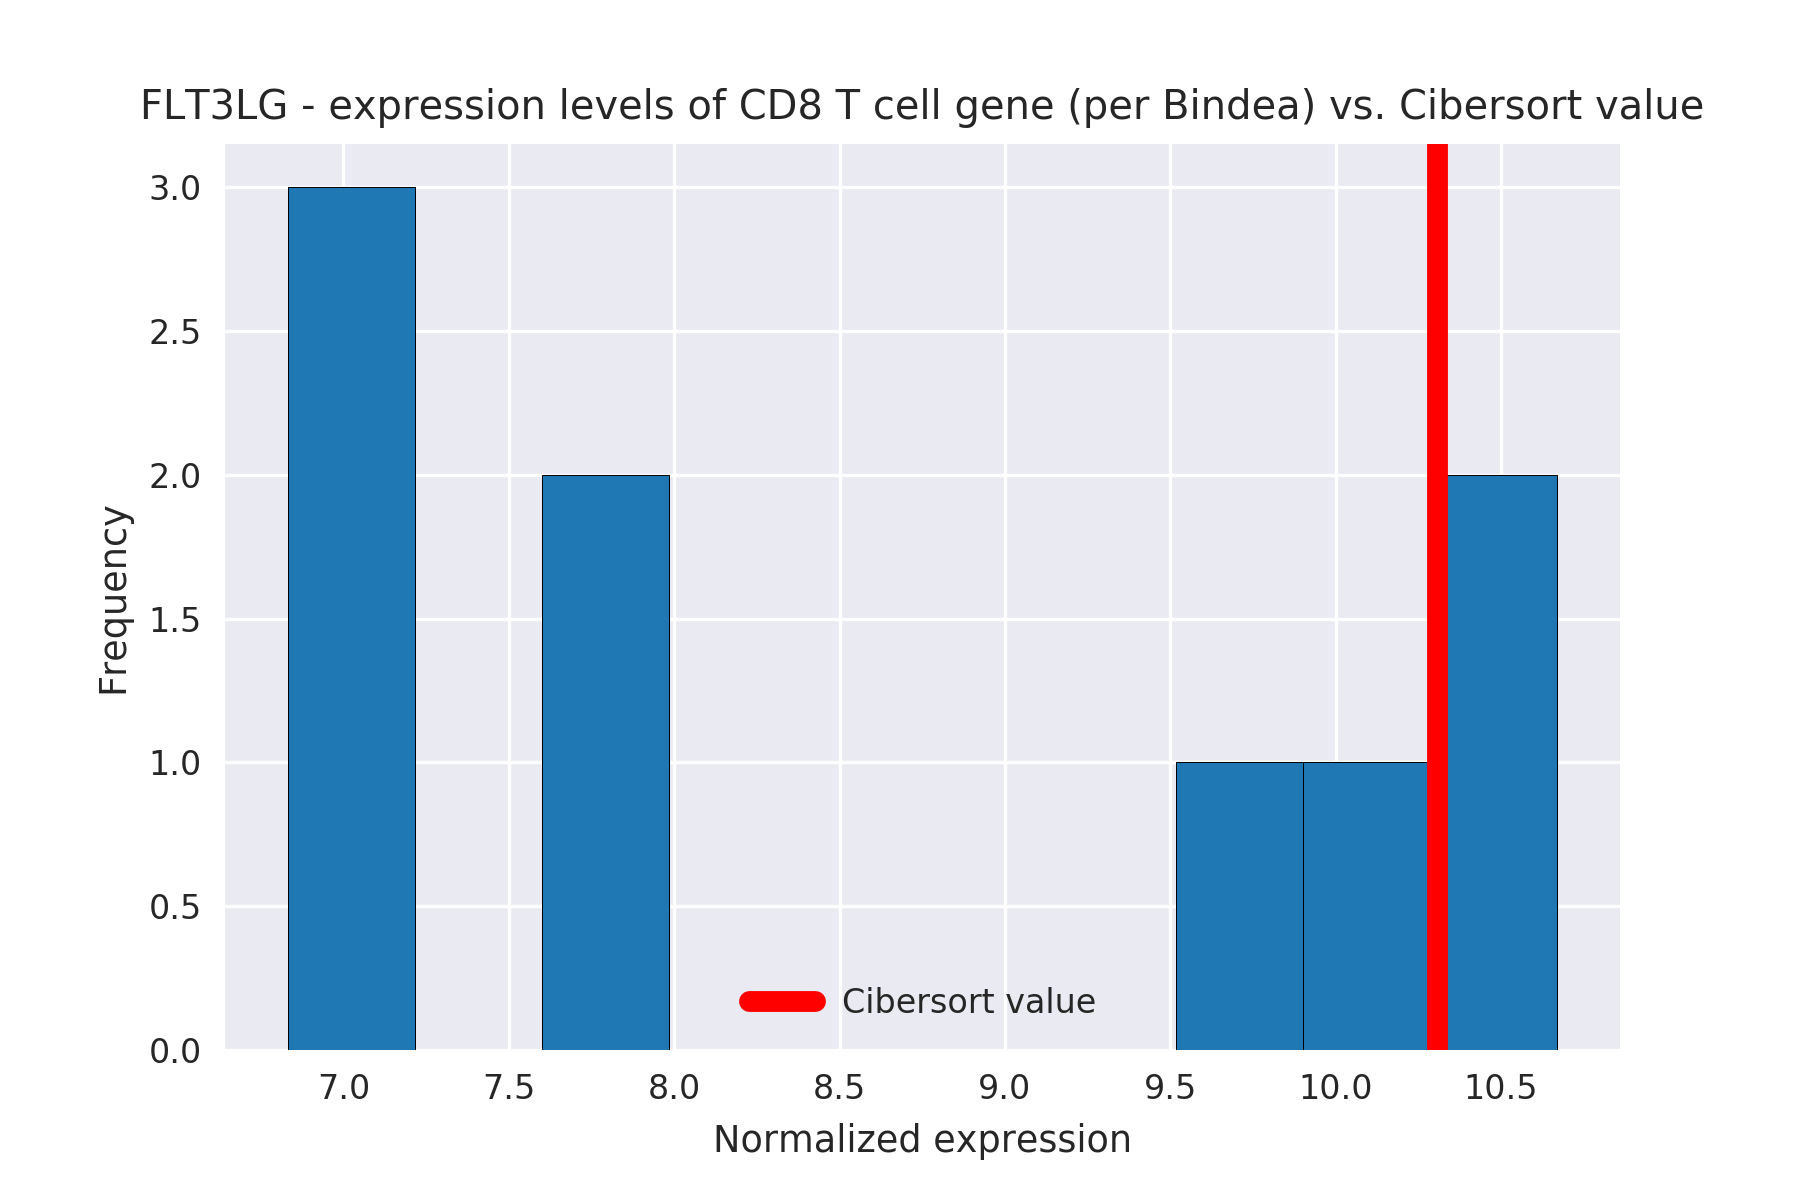 FLT3LG - expression levels of CD8 T cell gene (per Bindea) vs. Cibersort value
3.0
2.5
2.0
1.5
1.0
0.5
0.0
Frequency
Cibersort value
7.0 7.5 8.0 8.5 9.0 9.5 10.0 10.5
Normalized expression